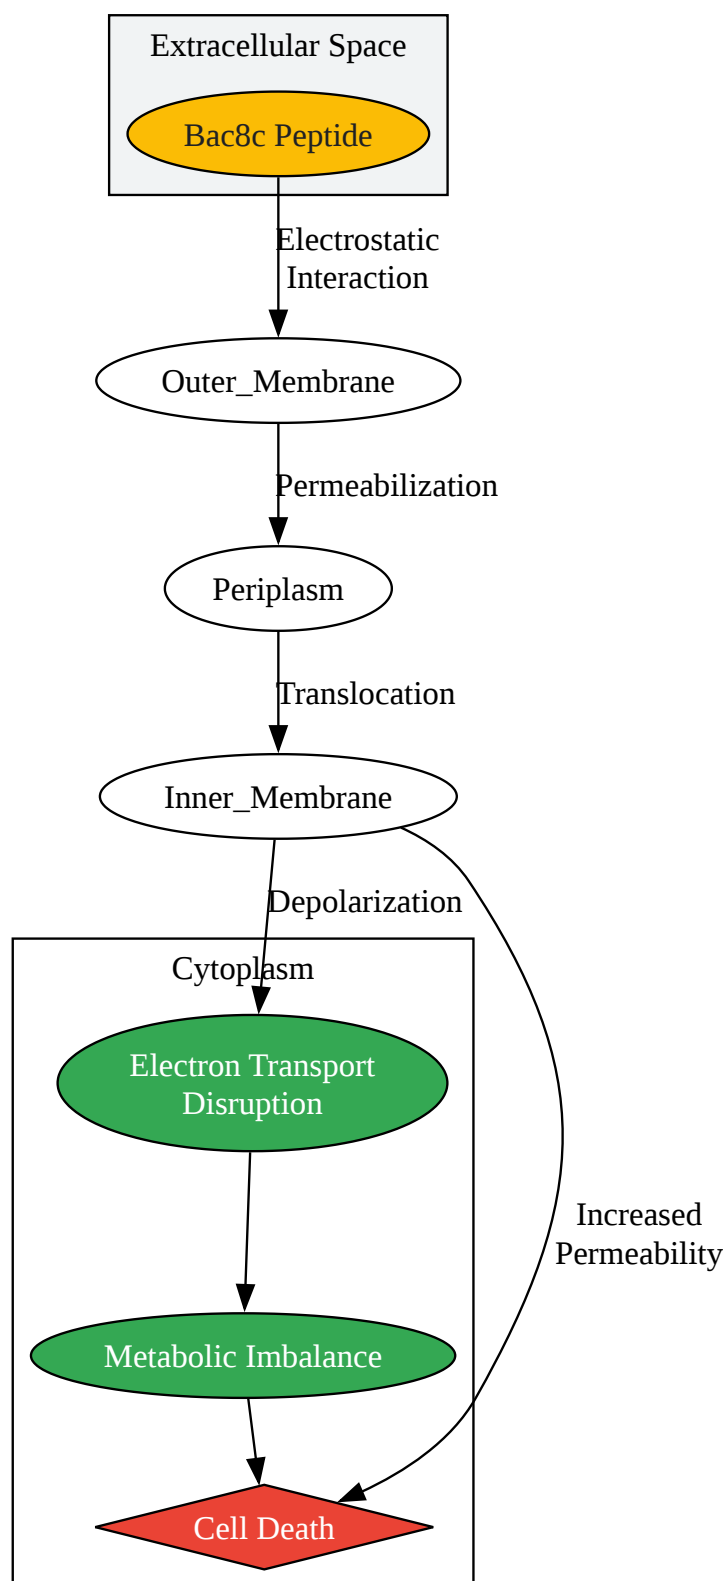 Extracellular Space
Bac8c Peptide
Electrostatic
Interaction
Outer_Membrane
Permeabilization
Periplasm
Translocation
Inner_Membrane
Depolarization
Cytoplasm
Electron Transport
Disruption
Increased
Permeability
Metabolic Imbalance
Cell Death